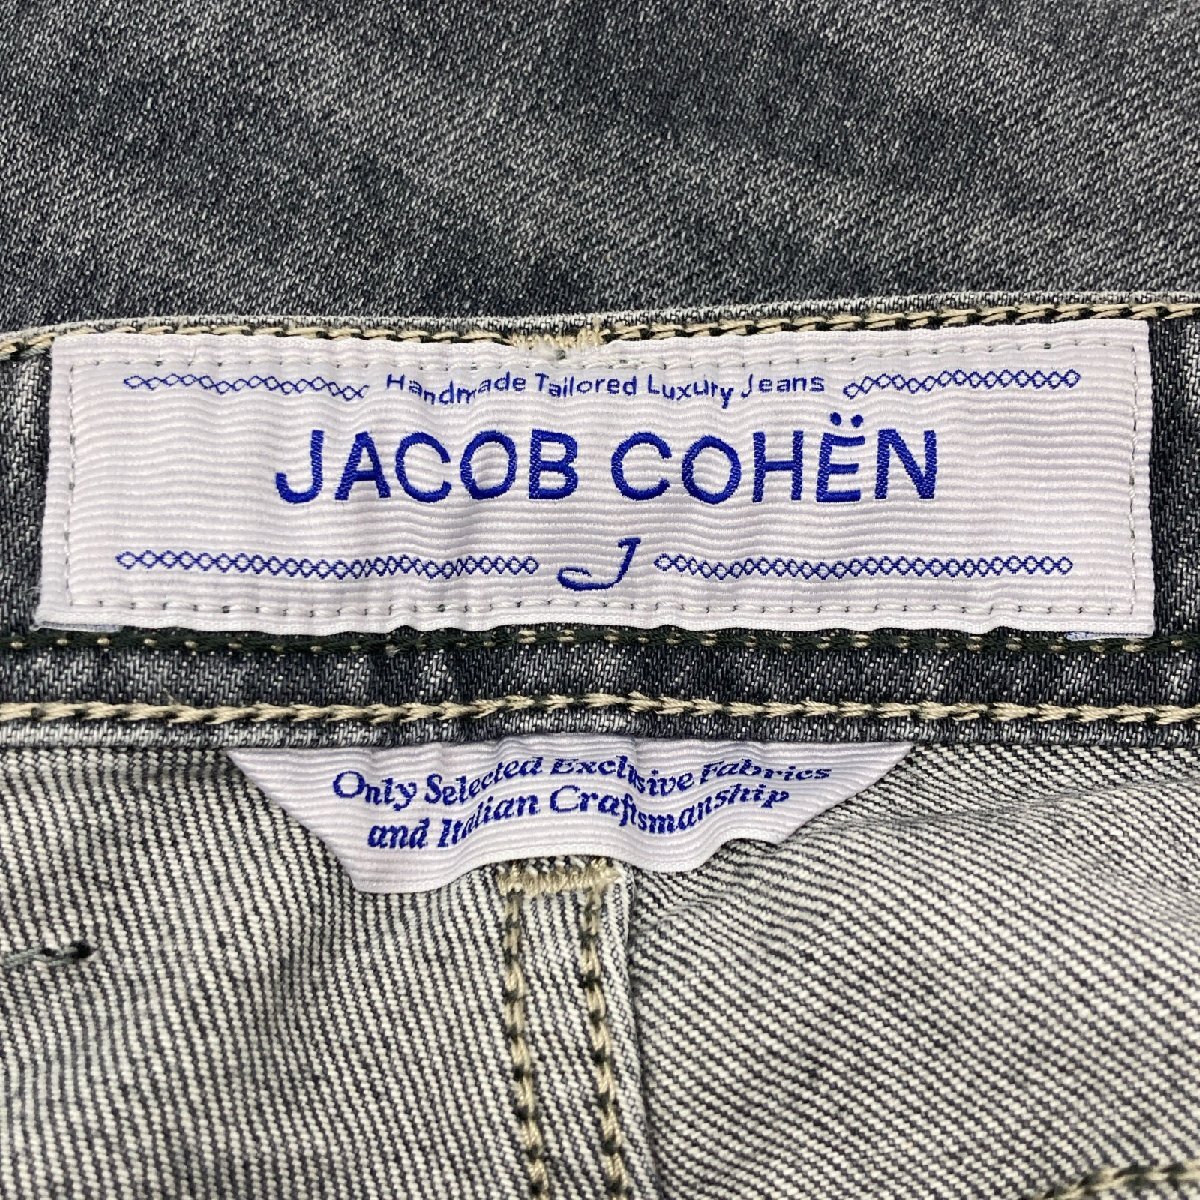 Handmade Tailored Luxury Jeans
JACOB COHËN
J
Only Selected Exclusive Fabrics
and Italian Craftsmanship